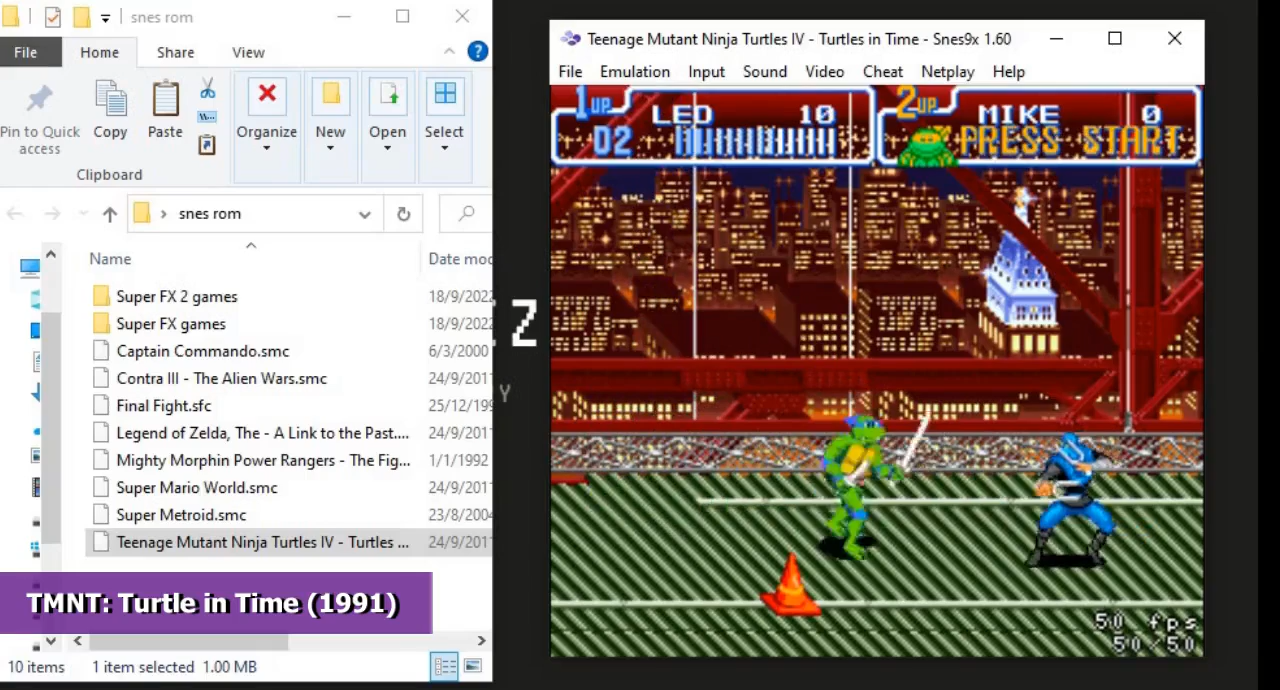 snes rom
File Home Share View
Pin to Quick access
Copy
Paste
Organize
New
Open
Select
Clipboard
snes rom
Name Date mod
Super FX 2 games 18/9/2022
Super FX games 18/9/2022
Captain Commando.smc 6/3/2000
Contra III - The Alien Wars.smc 24/9/201
Final Fight.sfc 25/12/199
Legend of Zelda, The - A Link to the Past.... 24/9/201
Mighty Morphin Power Rangers - The Fig... 1/1/1992
Super Mario World.smc 24/9/201
Super Metroid.smc 23/8/2004
Teenage Mutant Ninja Turtles IV - Turtles ... 24/9/201
TMNT: Turtle in Time (1991)
10 items 1 item selected 1.00 MB
Z
Y
Teenage Mutant Ninja Turtles IV - Turtles in Time - Snes9x 1.60
File Emulation Input Sound Video Cheat Netplay Help
1UP LEO 10
02
2UP MIKE 0
PRESS START
50 fps
50/50